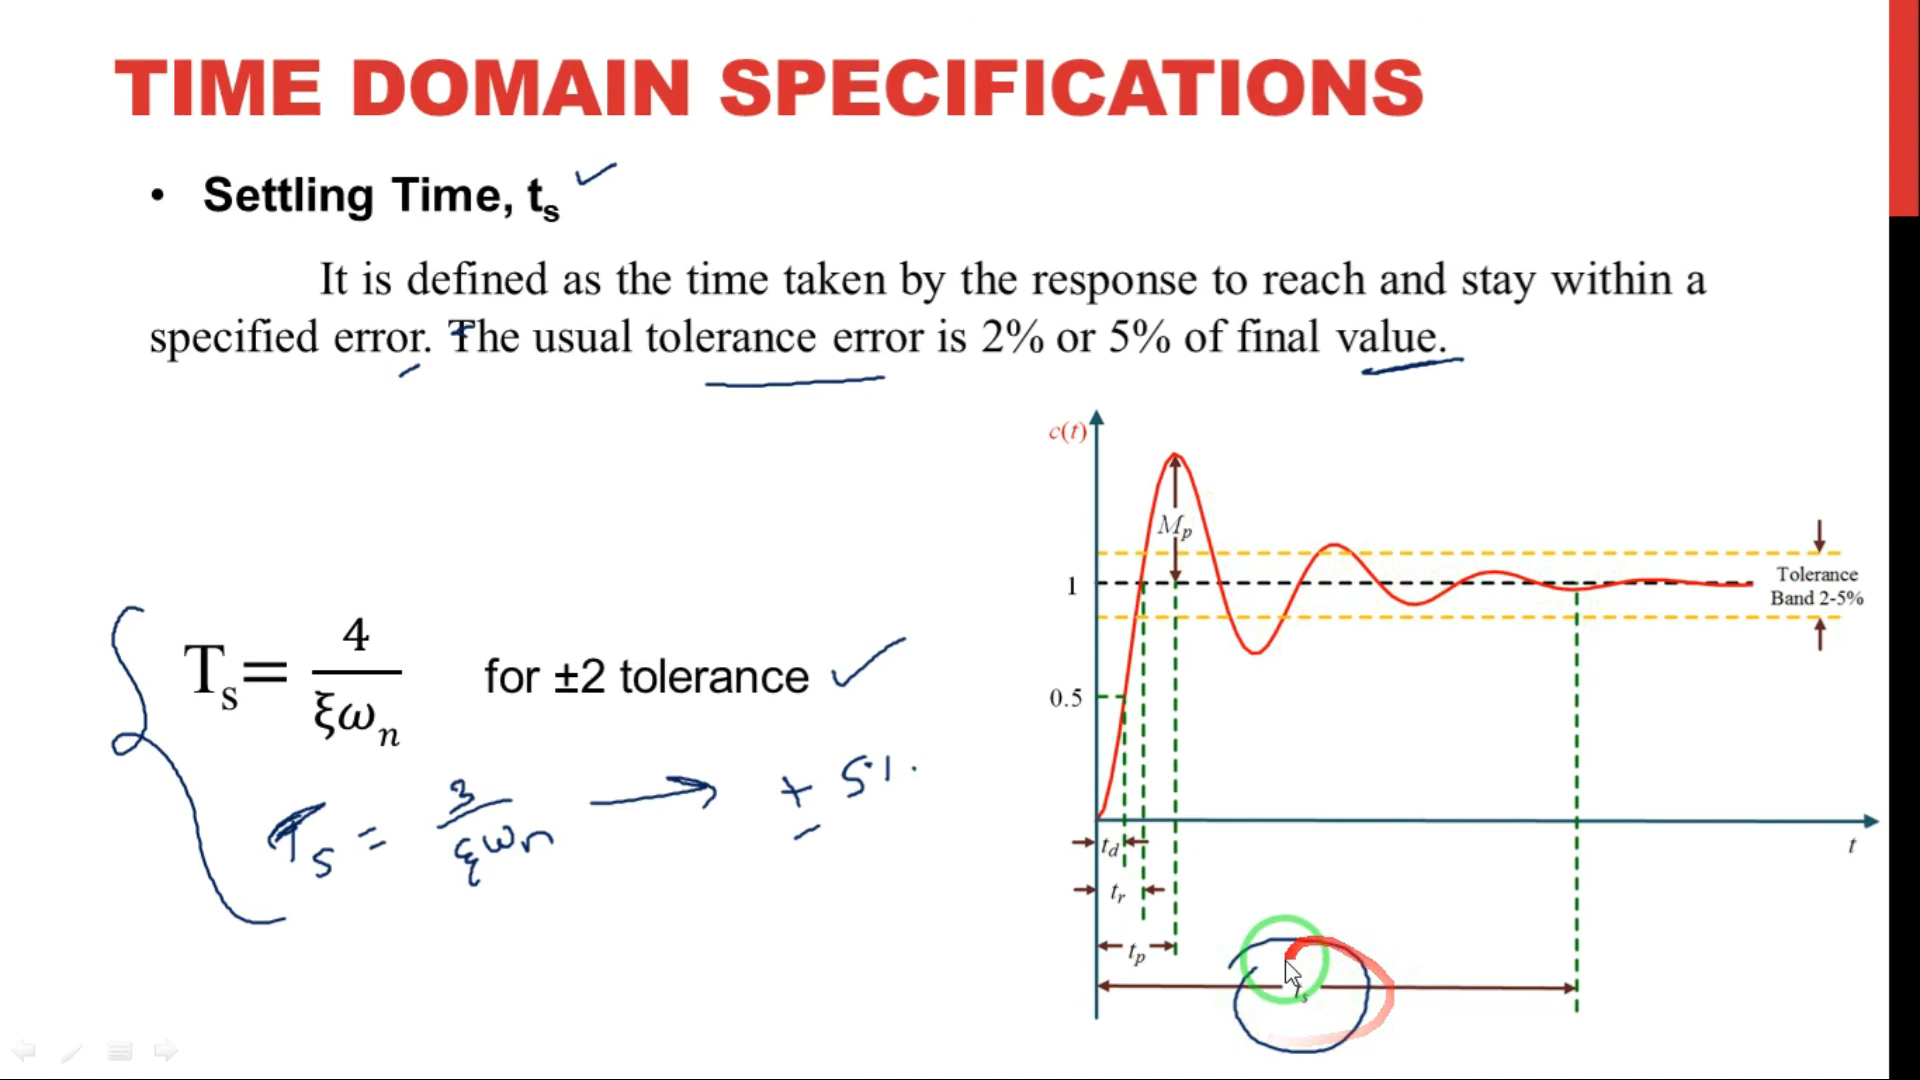 TIME DOMAIN SPECIFICATIONS
• Settling Time, ts
It is defined as the time taken by the response to reach and stay within a
specified error. The usual tolerance error is 2% or 5% of final value.
c(t)
Mp
1
Tolerance
Band 2-5%
0.5
Ts= 4/ξωn for ±2 tolerance
Ts = 3/ξωn → ± 5%.
td
t
tr
tp
ts